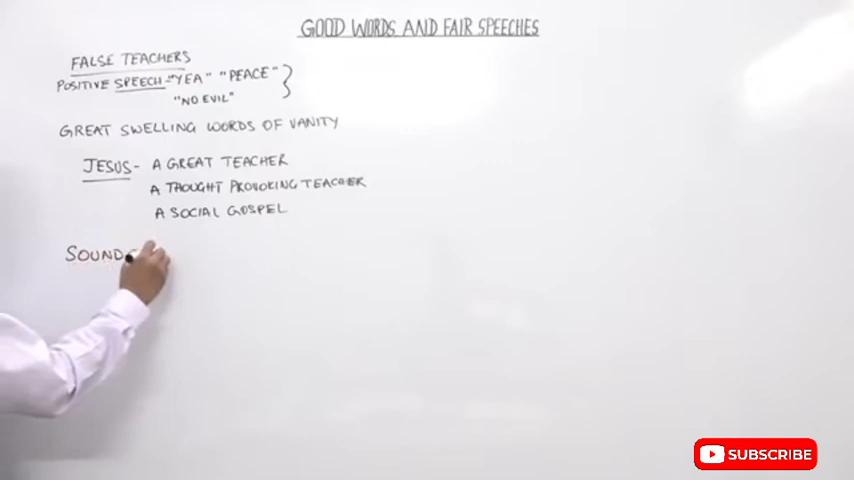 GOOD WORDS AND FAIR SPEECHES
FALSE TEACHERS
POSITIVE SPEECH - "YEA" "PEACE"
"NO EVIL"
GREAT SWELLING WORDS OF VANITY
JESUS - A GREAT TEACHER
A THOUGHT PROVOKING TEACHER
A SOCIAL GOSPEL
SOUND
SUBSCRIBE